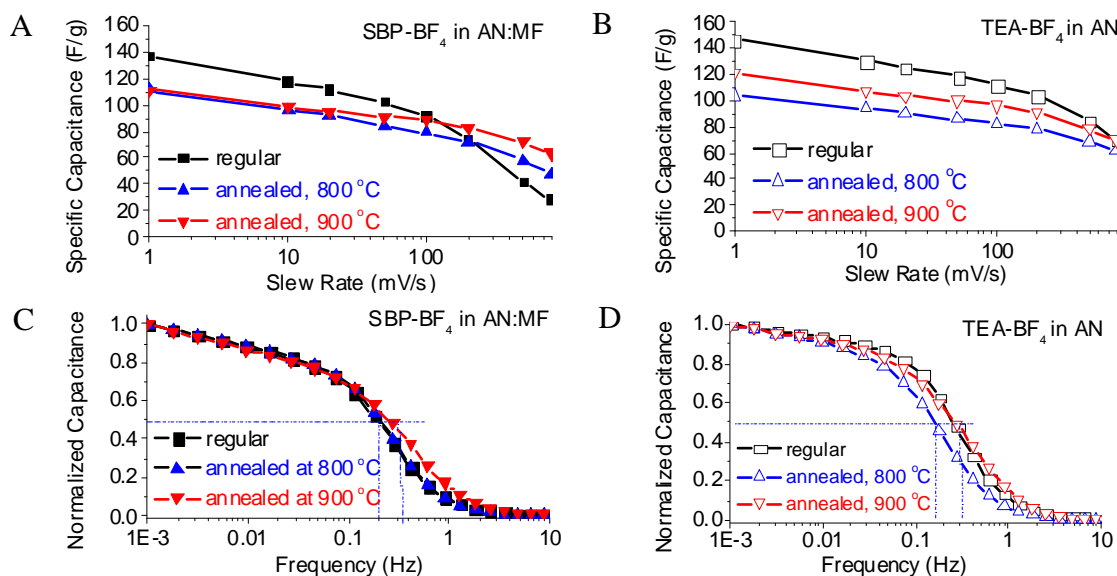 A
SBP-BF4 in AN:MF
Specific Capacitance (F/g)
160
140
120
100
80
60
40
20
0
regular
annealed, 800 °C
annealed, 900 °C
1
10
100
Slew Rate (mV/s)
B
TEA-BF4 in AN
Specific Capacitance (F/g)
160
140
120
100
80
60
40
20
0
regular
annealed, 800 °C
annealed, 900 °C
1
10
100
Slew Rate (mV/s)
C
SBP-BF4 in AN:MF
Normalized Capacitance
1.0
0.8
0.6
0.4
0.2
0.0
regular
annealed at 800 °C
annealed at 900 °C
1E-3
0.01
0.1
1
10
Frequency (Hz)
D
TEA-BF4 in AN
Normalized Capacitance
1.0
0.8
0.6
0.4
0.2
0.0
regular
annealed, 800 °C
annealed, 900 °C
1E-3
0.01
0.1
1
10
Frequency (Hz)